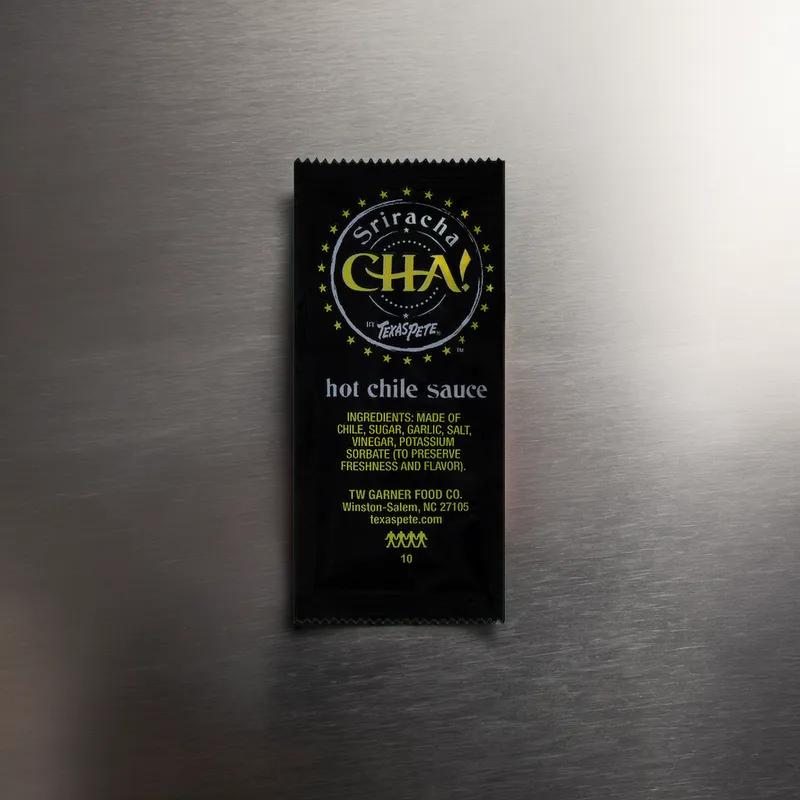 Sriracha
CHA!
BY TEXAS PETE
TM
hot chile sauce
INGREDIENTS: MADE OF
CHILE, SUGAR, GARLIC, SALT,
VINEGAR, POTASSIUM
SORBATE (TO PRESERVE
FRESHNESS AND FLAVOR).
TW GARNER FOOD CO.
Winston-Salem, NC 27105
texaspete.com
10